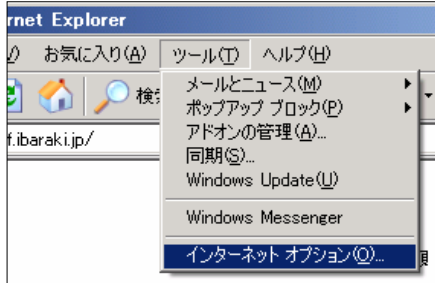 rnet Explorer
お気に入り(A) ツール(T) ヘルプ(H)
検
メールとニュース(M)
ポップアップ ブロック(P)
アドオンの管理(A)...
f.ibaraki.jp/
同期(S)...
Windows Update(U)
Windows Messenger
インターネット オプション(O)...